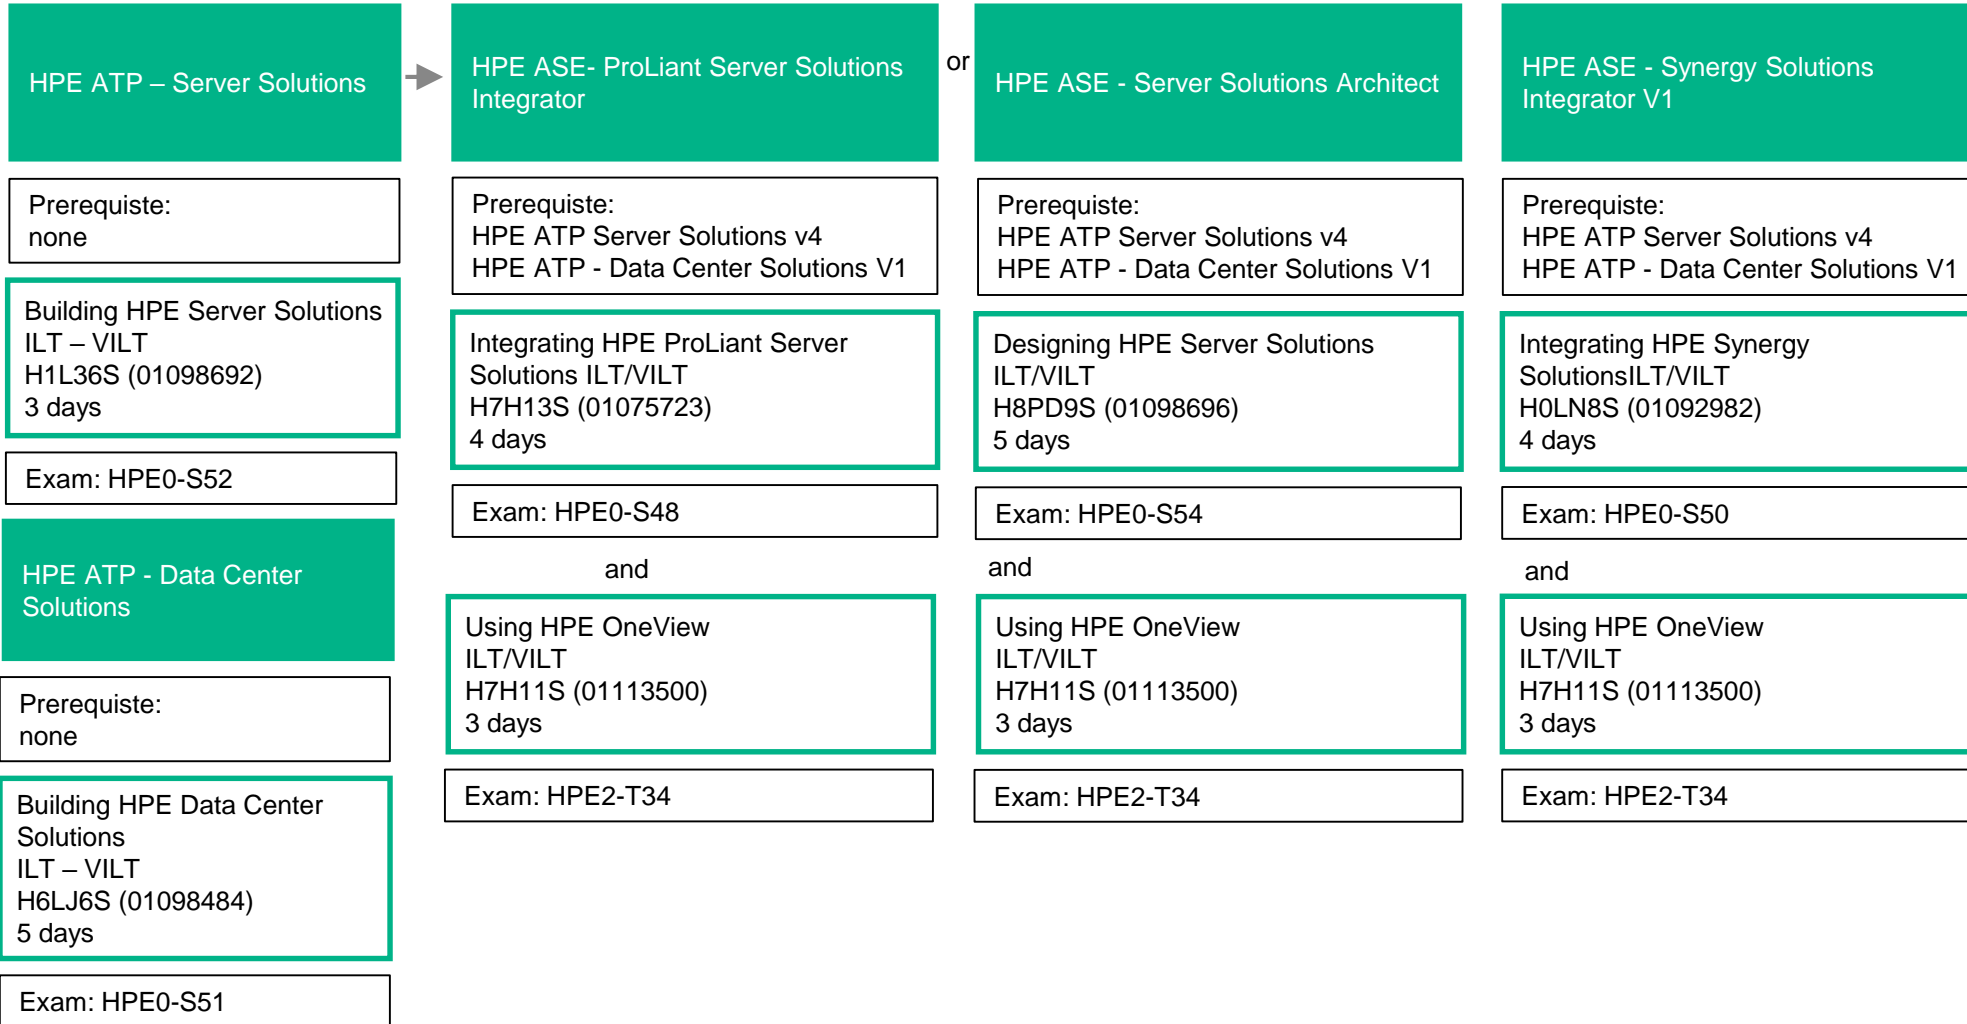 HPE ATP – Server Solutions
Prerequiste:
none
Building HPE Server Solutions
ILT – VILT
H1L36S (01098692)
3 days
Exam: HPE0-S52
HPE ATP - Data Center
Solutions
Prerequiste:
none
Building HPE Data Center
Solutions
ILT – VILT
H6LJ6S (01098484)
5 days
Exam: HPE0-S51
HPE ASE- ProLiant Server Solutions
Integrator
Prerequiste:
HPE ATP Server Solutions v4
HPE ATP - Data Center Solutions V1
Integrating HPE ProLiant Server
Solutions ILT/VILT
H7H13S (01075723)
4 days
Exam: HPE0-S48
and
Using HPE OneView
ILT/VILT
H7H11S (01113500)
3 days
Exam: HPE2-T34
or
HPE ASE - Server Solutions Architect
Prerequiste:
HPE ATP Server Solutions v4
HPE ATP - Data Center Solutions V1
Designing HPE Server Solutions
ILT/VILT
H8PD9S (01098696)
5 days
Exam: HPE0-S54
and
Using HPE OneView
ILT/VILT
H7H11S (01113500)
3 days
Exam: HPE2-T34
HPE ASE - Synergy Solutions
Integrator V1
Prerequiste:
HPE ATP Server Solutions v4
HPE ATP - Data Center Solutions V1
Integrating HPE Synergy
SolutionsILT/VILT
H0LN8S (01092982)
4 days
Exam: HPE0-S50
and
Using HPE OneView
ILT/VILT
H7H11S (01113500)
3 days
Exam: HPE2-T34